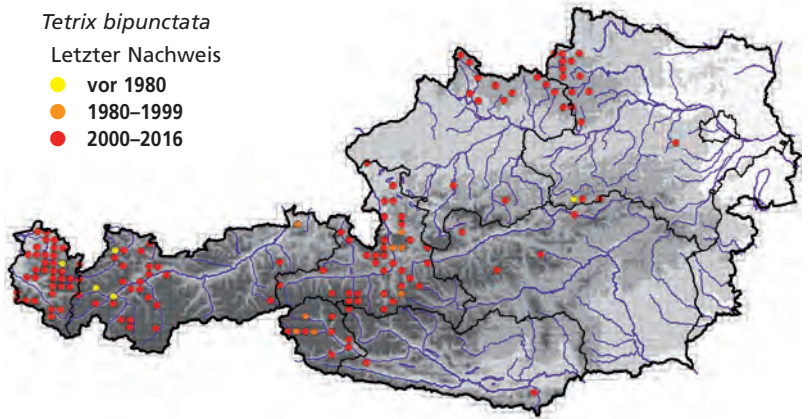 Tetrix bipunctata
Letzter Nachweis
vor 1980
1980–1999
2000–2016